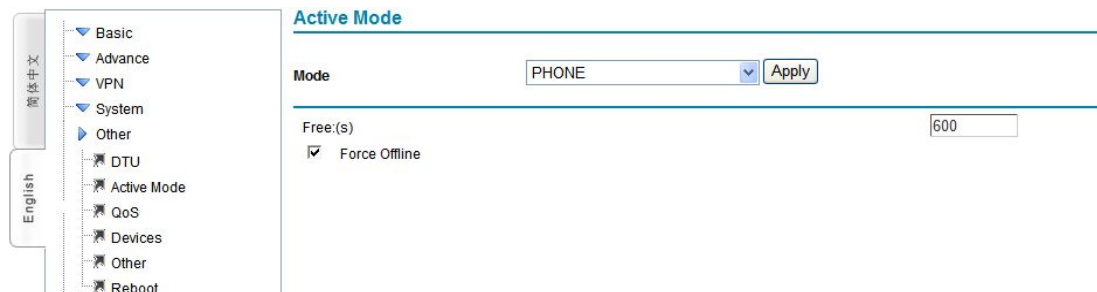 简体中文
English
Basic
Advance
VPN
System
Other
DTU
Active Mode
QoS
Devices
Other
Reboot
Active Mode
Mode
PHONE
Apply
Free:(s)
600
Force Offline